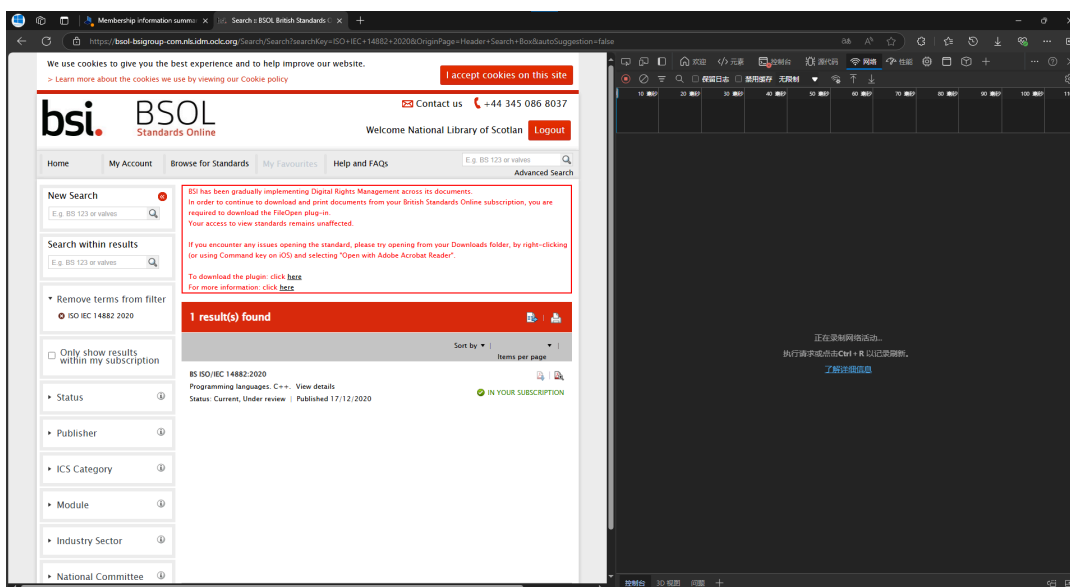 Membership information summar
Search :: BSOL British Standards O
https://bsol-bsigroup-com.nls.idm.oclc.org/Search/Search?searchKey=ISO+IEC+14882+2020&OriginPage=Header+Search+Box&autoSuggestion=false
We use cookies to give you the best experience and to help improve our website.
> Learn more about the cookies we use by viewing our Cookie policy
I accept cookies on this site
bsi.
BSOL
Standards Online
Contact us
+44 345 086 8037
Welcome National Library of Scotlan
Logout
Home
My Account
Browse for Standards
My Favourites
Help and FAQs
E.g. BS 123 or valves
Advanced Search
New Search
E.g. BS 123 or valves
Search within results
E.g. BS 123 or valves
Remove terms from filter
ISO IEC 14882 2020
Only show results
within my subscription
Status
Publisher
ICS Category
Module
Industry Sector
National Committee
BSI has been gradually implementing Digital Rights Management across its documents.
In order to continue to download and print documents from your British Standards Online subscription, you are
required to download the FileOpen plug-in.
Your access to view standards remains unaffected.
If you encounter any issues opening the standard, please try opening from your Downloads folder, by right-clicking
(or using Command key on iOS) and selecting "Open with Adobe Acrobat Reader".
To download the plugin: click here
For more information: click here
1 result(s) found
Sort by
Items per page
BS ISO/IEC 14882:2020
Programming languages. C++. View details
Status: Current, Under review | Published 17/12/2020
IN YOUR SUBSCRIPTION
欢迎
元素
控制台
源代码
网络
性能
保留日志
禁用缓存
无限制
10 毫秒
20 毫秒
30 毫秒
40 毫秒
50 毫秒
60 毫秒
70 毫秒
80 毫秒
90 毫秒
100 毫秒
正在录制网络活动...
执行请求或点击Ctrl + R 以记录刷新。
了解详细信息
控制台
3D 视图
问题